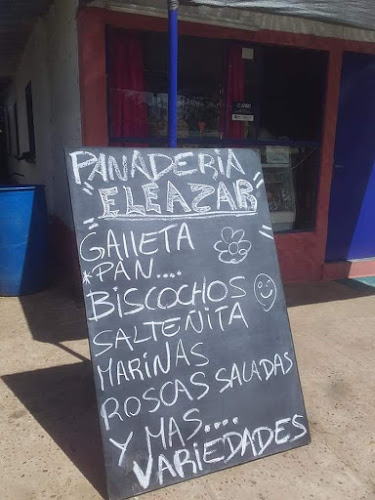 PANADERIA
"ELEAZAR"
GAllETA
*PAN....
BISCOCHOS
SALTEÑITA
MARINAS
ROSCAS SALADAS
Y MAS....
VARIEDADES